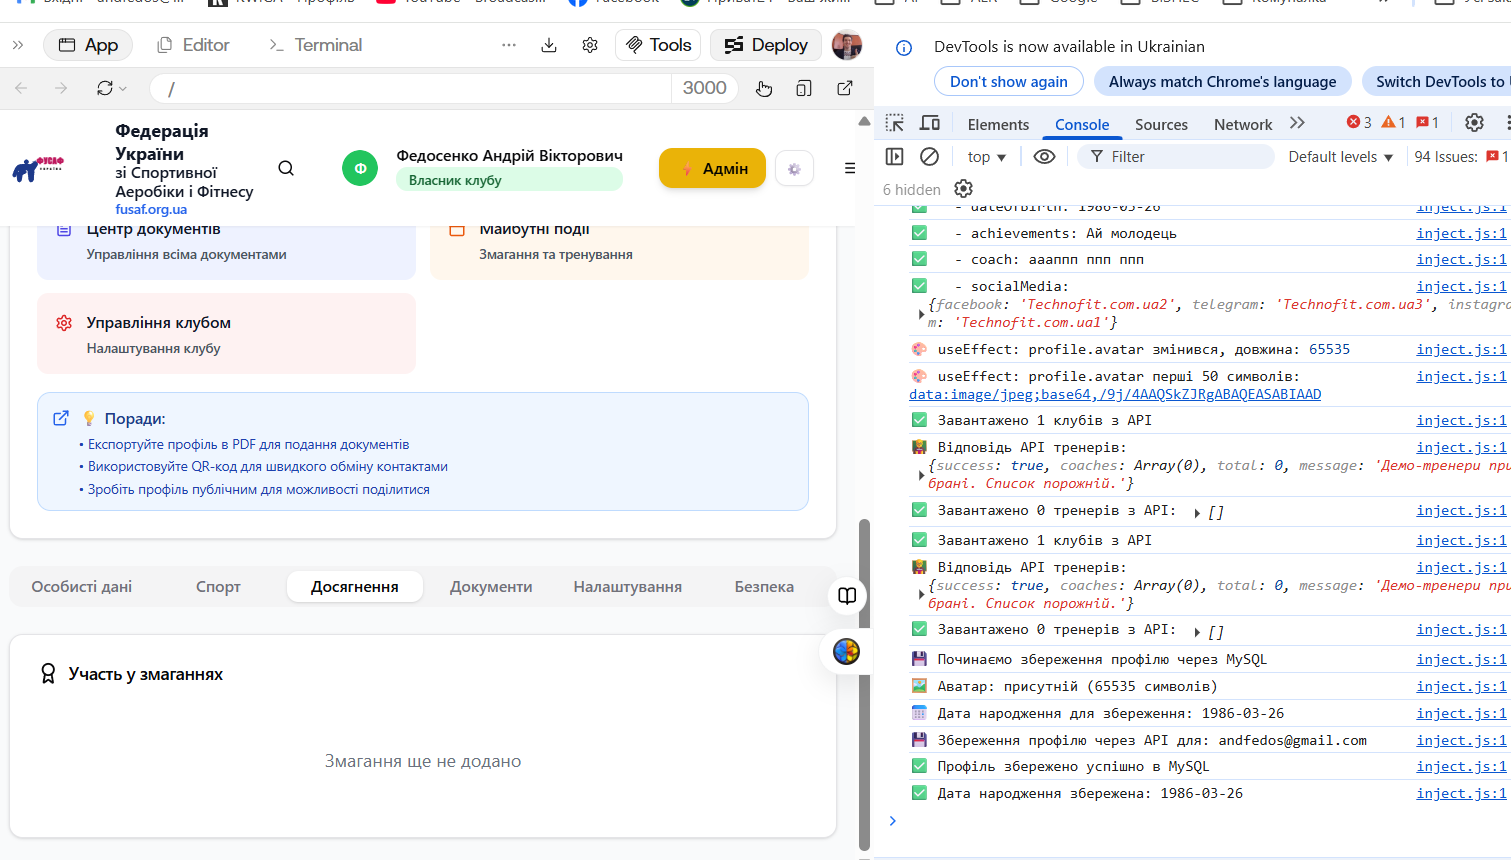 App
Editor
Terminal
Tools
Deploy
/
3000
Федерація
України
зі Спортивної
Аеробіки і Фітнесу
fusaf.org.ua
ФУСАФ
УКРАЇНА
Ф
Федосенко Андрій Вікторович
Власник клубу
Адмін
Центр документів
Управління всіма документами
Майбутні події
Змагання та тренування
Управління клубом
Налаштування клубу
Поради:
• Експортуйте профіль в PDF для подання документів
• Використовуйте QR-код для швидкого обміну контактами
• Зробіть профіль публічним для можливості поділитися
Особисті дані
Спорт
Досягнення
Документи
Налаштування
Безпека
Участь у змаганнях
Змагання ще не додано
DevTools is now available in Ukrainian
Don't show again
Always match Chrome's language
Switch DevTools to
Elements
Console
Sources
Network
3
1
1
top
Filter
Default levels
94 Issues:
1
6 hidden
- dateOfBirth: 1986-03-26 inject.js:1
- achievements: Ай молодець inject.js:1
- coach: аааппп ппп ппп inject.js:1
- socialMedia: inject.js:1
{facebook: 'Technofit.com.ua2', telegram: 'Technofit.com.ua3', instagra
m: 'Technofit.com.ua1'}
useEffect: profile.avatar змінився, довжина: 65535 inject.js:1
useEffect: profile.avatar перші 50 символів: inject.js:1
data:image/jpeg;base64,/9j/4AAQSkZJRgABAQEASABIAAD
Завантажено 1 клубів з API inject.js:1
Відповідь API тренерів: inject.js:1
{success: true, coaches: Array(0), total: 0, message: 'Демо-тренери при
брані. Список порожній.'}
Завантажено 0 тренерів з API: [] inject.js:1
Завантажено 1 клубів з API inject.js:1
Відповідь API тренерів: inject.js:1
{success: true, coaches: Array(0), total: 0, message: 'Демо-тренери при
брані. Список порожній.'}
Завантажено 0 тренерів з API: [] inject.js:1
Починаємо збереження профілю через MySQL inject.js:1
Аватар: присутній (65535 символів) inject.js:1
Дата народження для збереження: 1986-03-26 inject.js:1
Збереження профілю через API для: andfedos@gmail.com inject.js:1
Профіль збережено успішно в MySQL inject.js:1
Дата народження збережена: 1986-03-26 inject.js:1